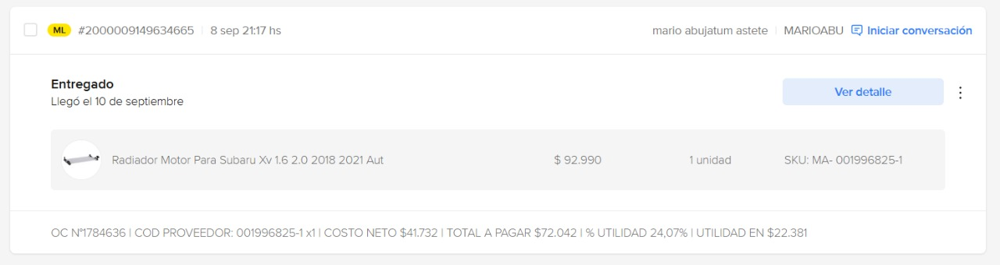 ML #2000009149634665 | 8 sep 21:17 hs mario abujatum astete | MARIOABU Iniciar conversación
Entregado
Llegó el 10 de septiembre
Ver detalle
Radiador Motor Para Subaru Xv 1.6 2.0 2018 2021 Aut $ 92.990 1 unidad SKU: MA- 001996825-1
OC N°1784636 | COD PROVEEDOR: 001996825-1 x1 | COSTO NETO $41.732 | TOTAL A PAGAR $72.042 | % UTILIDAD 24,07% | UTILIDAD EN $22.381